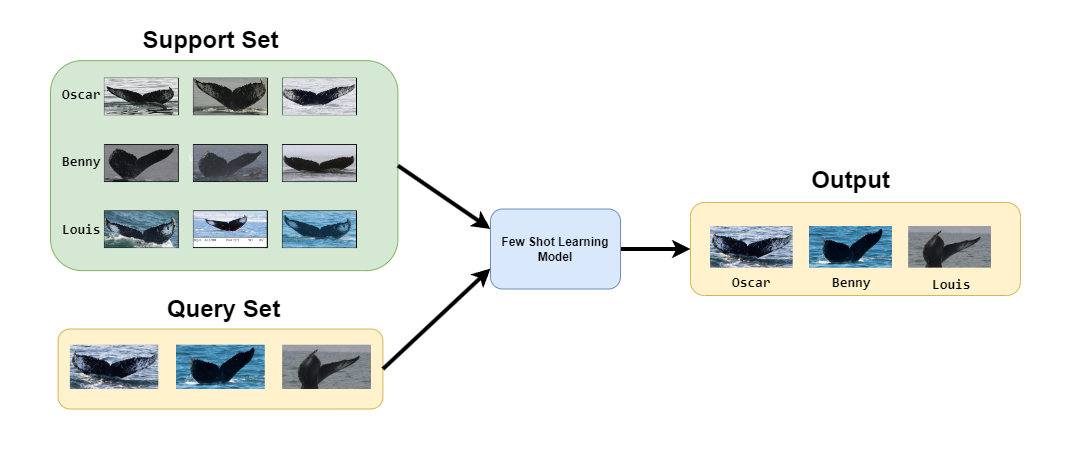 Support Set
Oscar
Benny
Louis
Query Set
Few Shot Learning
Model
Output
Oscar
Benny
Louis